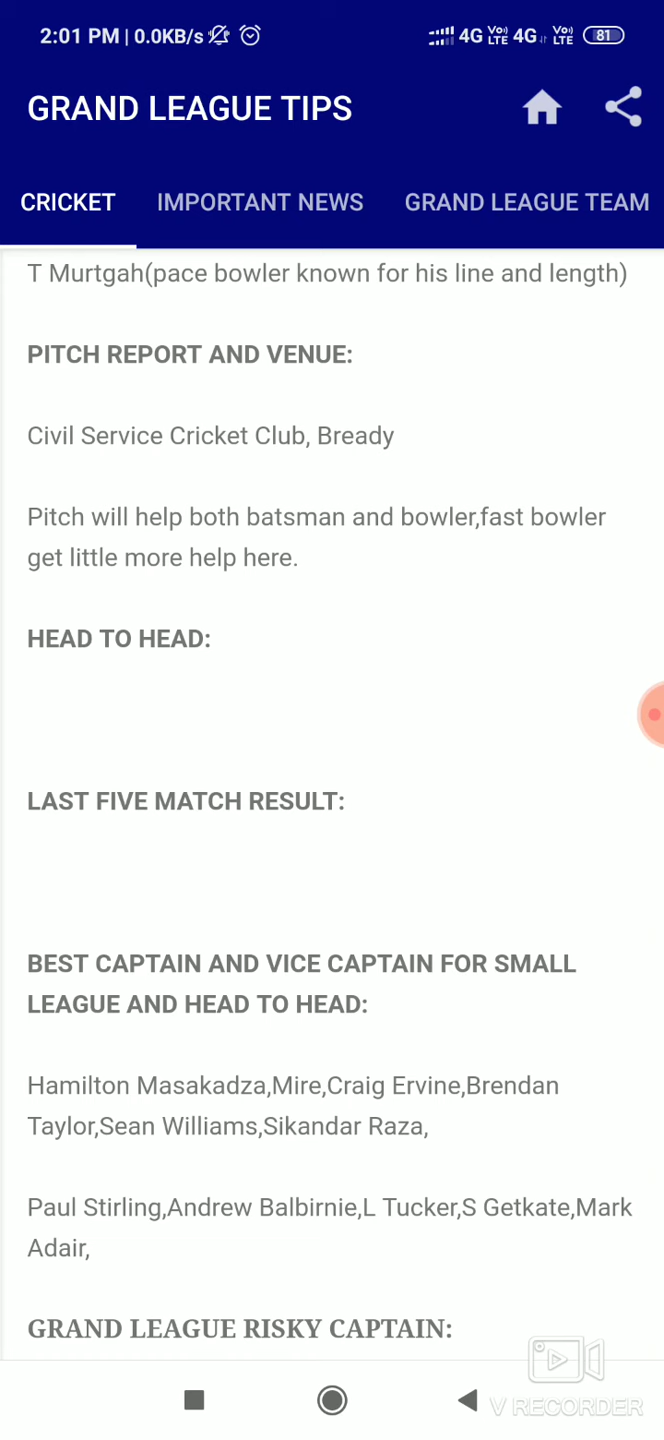 2:01 PM | 0.0KB/s 4G Vo) LTE 4G Vo) LTE 81
GRAND LEAGUE TIPS
CRICKET IMPORTANT NEWS GRAND LEAGUE TEAM
T Murtgah(pace bowler known for his line and length)
PITCH REPORT AND VENUE:
Civil Service Cricket Club, Bready
Pitch will help both batsman and bowler,fast bowler
get little more help here.
HEAD TO HEAD:
LAST FIVE MATCH RESULT:
BEST CAPTAIN AND VICE CAPTAIN FOR SMALL
LEAGUE AND HEAD TO HEAD:
Hamilton Masakadza,Mire,Craig Ervine,Brendan
Taylor,Sean Williams,Sikandar Raza,
Paul Stirling,Andrew Balbirnie,L Tucker,S Getkate,Mark
Adair,
GRAND LEAGUE RISKY CAPTAIN:
V RECORDER